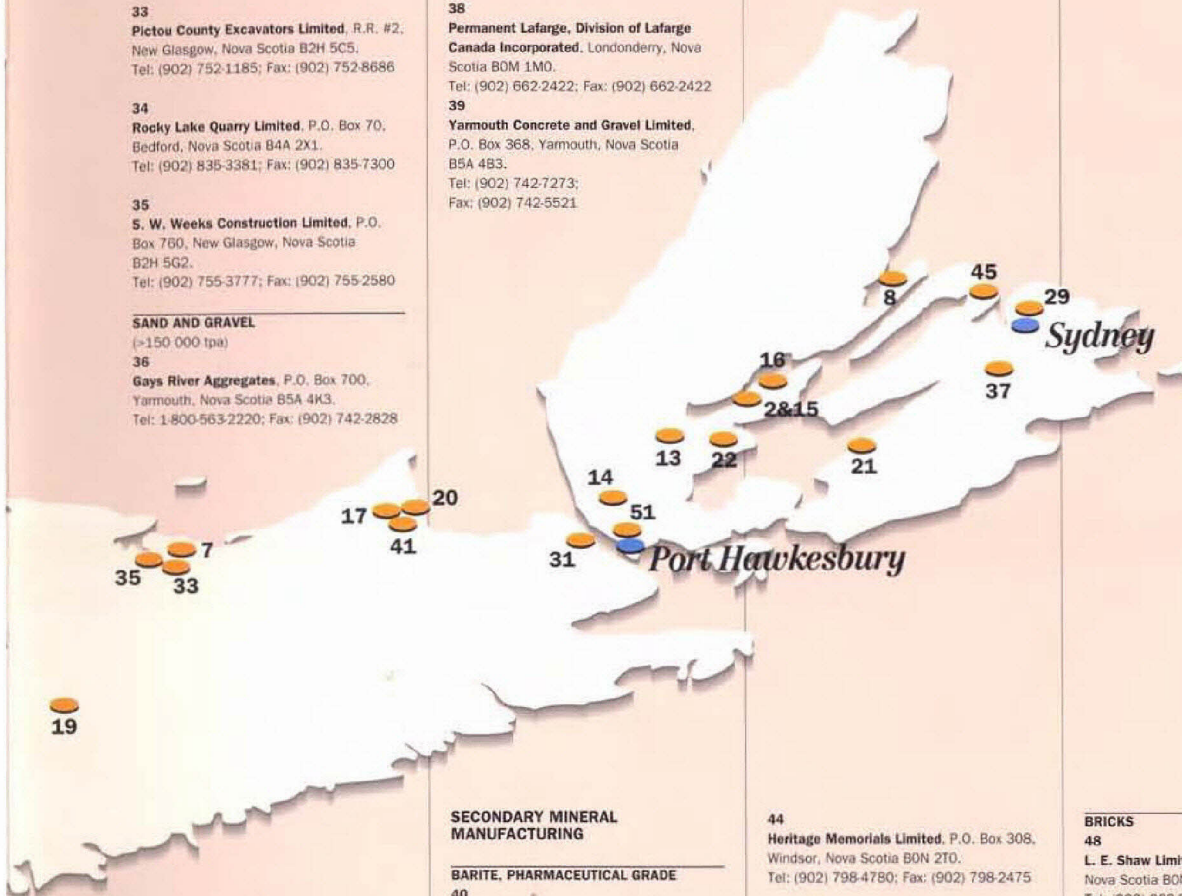 33
Pictou County Excavators Limited, R.R. #2,
New Glasgow, Nova Scotia B2H 5C5.
Tel: (902) 752-1185; Fax: (902) 752-8686
34
Rocky Lake Quarry Limited, P.O. Box 70,
Bedford, Nova Scotia B4A 2X1.
Tel: (902) 835-3381; Fax: (902) 835-7300
35
S. W. Weeks Construction Limited, P.O.
Box 760, New Glasgow, Nova Scotia
B2H 5G2.
Tel: (902) 755-3777; Fax: (902) 755-2580
SAND AND GRAVEL
(>150 000 tpa)
36
Gays River Aggregates, P.O. Box 700,
Yarmouth, Nova Scotia B5A 4K3.
Tel: 1-800-563-2220; Fax: (902) 742-2828
38
Permanent Lafarge, Division of Lafarge
Canada Incorporated, Londonderry, Nova
Scotia B0M 1M0.
Tel: (902) 662-2422; Fax: (902) 662-2422
39
Yarmouth Concrete and Gravel Limited,
P.O. Box 368, Yarmouth, Nova Scotia
B5A 4B3.
Tel: (902) 742-7273;
Fax: (902) 742-5521
8
45
29
Sydney
16
37
2&15
13
22
21
14
51
17
20
41
31
Port Hawkesbury
7
35
33
19
SECONDARY MINERAL
MANUFACTURING
BARITE, PHARMACEUTICAL GRADE
40
44
Heritage Memorials Limited, P.O. Box 308,
Windsor, Nova Scotia B0N 2T0.
Tel: (902) 798-4780; Fax: (902) 798-2475
BRICKS
48
L. E. Shaw
Nova Scotia